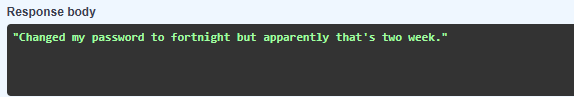 Response body
"Changed my password to fortnight but apparently that's two week."